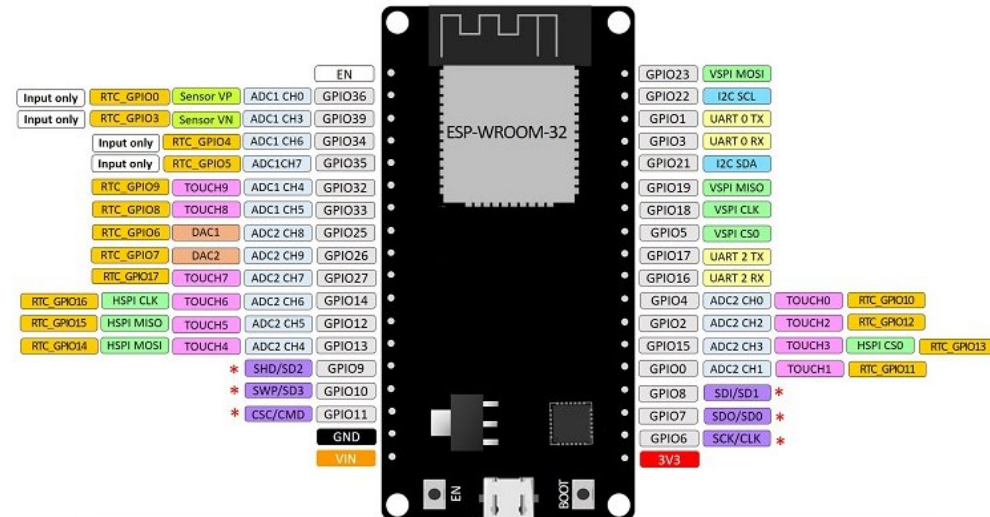 EN
GPIO23 VSPI MOSI
Input only RTC_GPIO0 Sensor VP ADC1 CH0 GPIO36
GPIO22 I2C SCL
Input only RTC_GPIO3 Sensor VN ADC1 CH3 GPIO39
GPIO1 UART 0 TX
Input only RTC_GPIO4 ADC1 CH6 GPIO34
GPIO3 UART 0 RX
Input only RTC_GPIO5 ADC1CH7 GPIO35
GPIO21 I2C SDA
RTC_GPIO9 TOUCH9 ADC1 CH4 GPIO32
GPIO19 VSPI MISO
RTC_GPIO8 TOUCH8 ADC1 CH5 GPIO33
GPIO18 VSPI CLK
RTC_GPIO6 DAC1 ADC2 CH8 GPIO25
GPIO5 VSPI CS0
RTC_GPIO7 DAC2 ADC2 CH9 GPIO26
GPIO17 UART 2 TX
RTC_GPIO17 TOUCH7 ADC2 CH7 GPIO27
GPIO16 UART 2 RX
RTC_GPIO16 HSPI CLK TOUCH6 ADC2 CH6 GPIO14
GPIO4 ADC2 CH0 TOUCH0 RTC_GPIO10
RTC_GPIO15 HSPI MISO TOUCH5 ADC2 CH5 GPIO12
GPIO2 ADC2 CH2 TOUCH2 RTC_GPIO12
RTC_GPIO14 HSPI MOSI TOUCH4 ADC2 CH4 GPIO13
GPIO15 ADC2 CH3 TOUCH3 HSPI CS0 RTC_GPIO13
* SHD/SD2 GPIO9
GPIO0 ADC2 CH1 TOUCH1 RTC_GPIO11
* SWP/SD3 GPIO10
GPIO8 SDI/SD1 *
* CSC/CMD GPIO11
GPIO7 SDO/SD0 *
GND
GPIO6 SCK/CLK *
VIN
3V3
ESP-WROOM-32
EN
BOOT